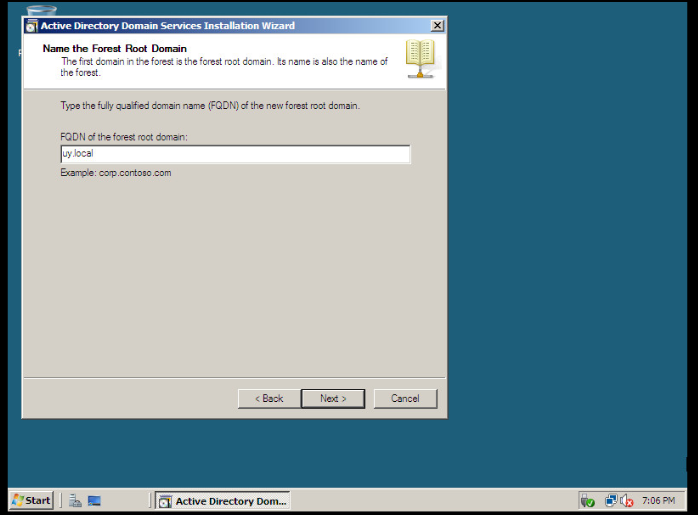 Active Directory Domain Services Installation Wizard
Name the Forest Root Domain
The first domain in the forest is the forest root domain. Its name is also the name of
the forest.
Type the fully qualified domain name (FQDN) of the new forest root domain.
FQDN of the forest root domain:
uy.local
Example: corp.contoso.com
< Back
Next >
Cancel
Start
Active Directory Dom...
7:06 PM